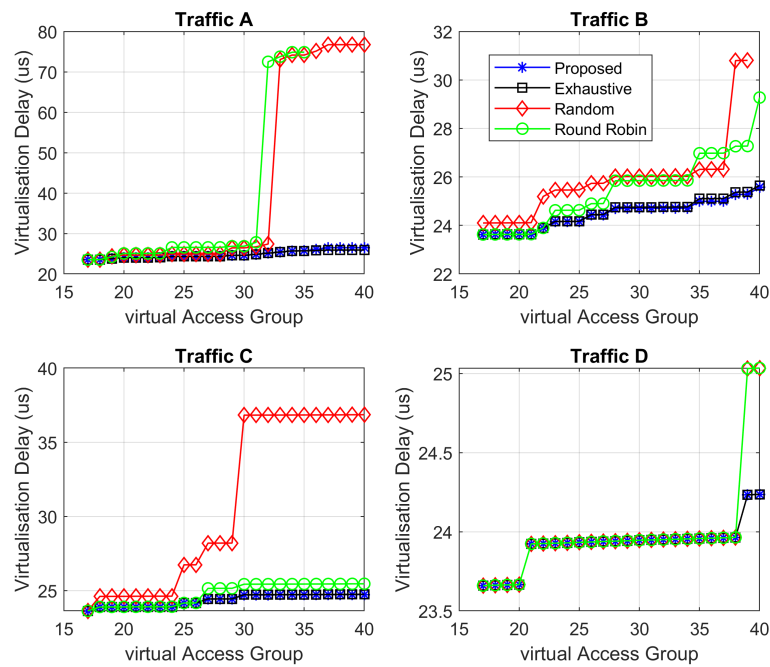 Traffic A
Virtualisation Delay (us)
80
70
60
50
40
30
20
15 20 25 30 35 40
virtual Access Group
Traffic B
Virtualisation Delay (us)
32
30
28
26
24
22
15 20 25 30 35 40
virtual Access Group
Proposed
Exhaustive
Random
Round Robin
Traffic C
Virtualisation Delay (us)
40
35
30
25
15 20 25 30 35 40
virtual Access Group
Traffic D
Virtualisation Delay (us)
25
24.5
24
23.5
15 20 25 30 35 40
virtual Access Group